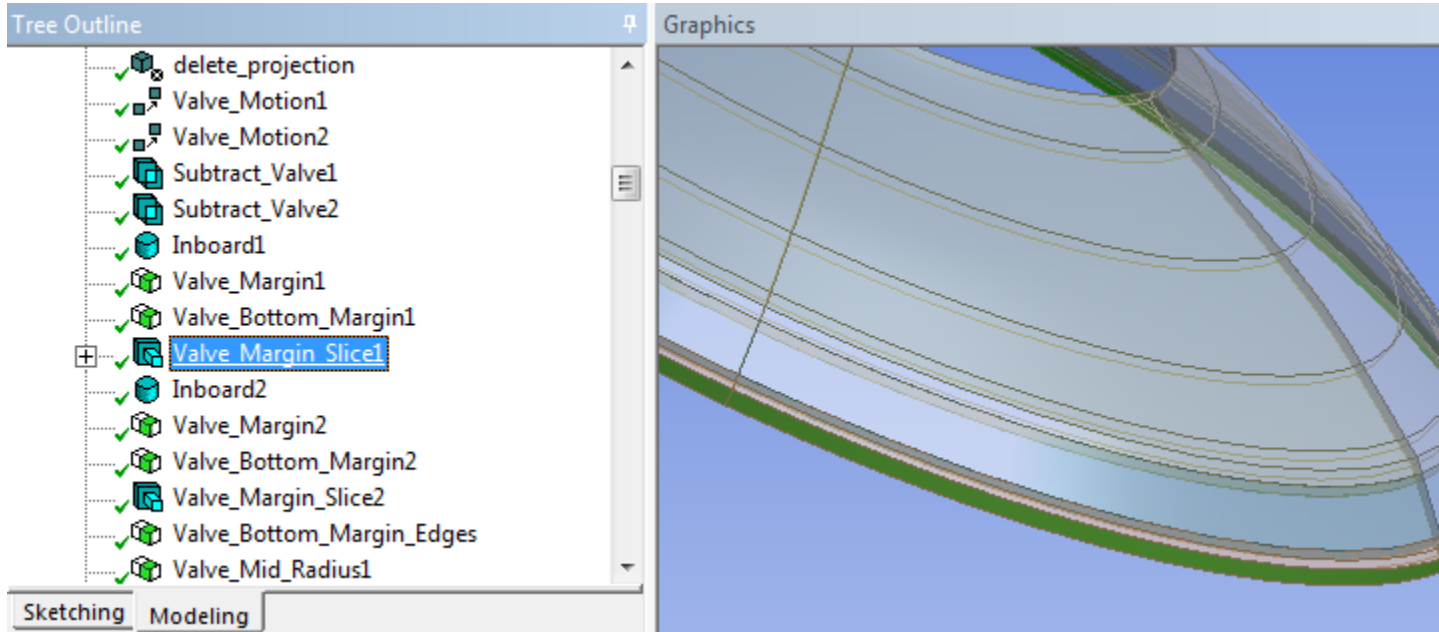 Tree Outline
Graphics
delete_projection
Valve_Motion1
Valve_Motion2
Subtract_Valve1
Subtract_Valve2
Inboard1
Valve_Margin1
Valve_Bottom_Margin1
Valve_Margin_Slice1
Inboard2
Valve_Margin2
Valve_Bottom_Margin2
Valve_Margin_Slice2
Valve_Bottom_Margin_Edges
Valve_Mid_Radius1
Sketching Modeling